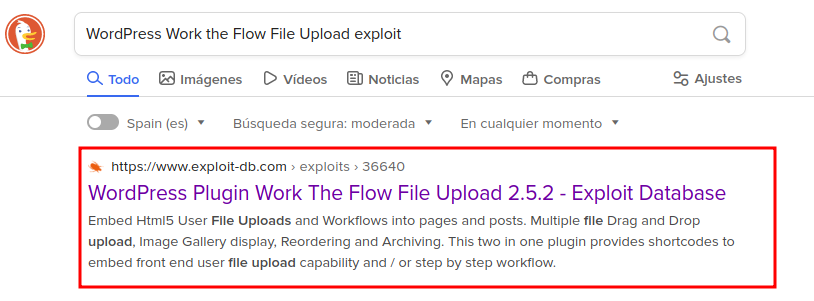 WordPress Work the Flow File Upload exploit
Todo Imágenes Vídeos Noticias Mapas Compras Ajustes
Spain (es) Búsqueda segura: moderada En cualquier momento
https://www.exploit-db.com › exploits › 36640
WordPress Plugin Work The Flow File Upload 2.5.2 - Exploit Database
Embed Html5 User File Uploads and Workflows into pages and posts. Multiple file Drag and Drop
upload, Image Gallery display, Reordering and Archiving. This two in one plugin provides shortcodes to
embed front end user file upload capability and / or step by step workflow.